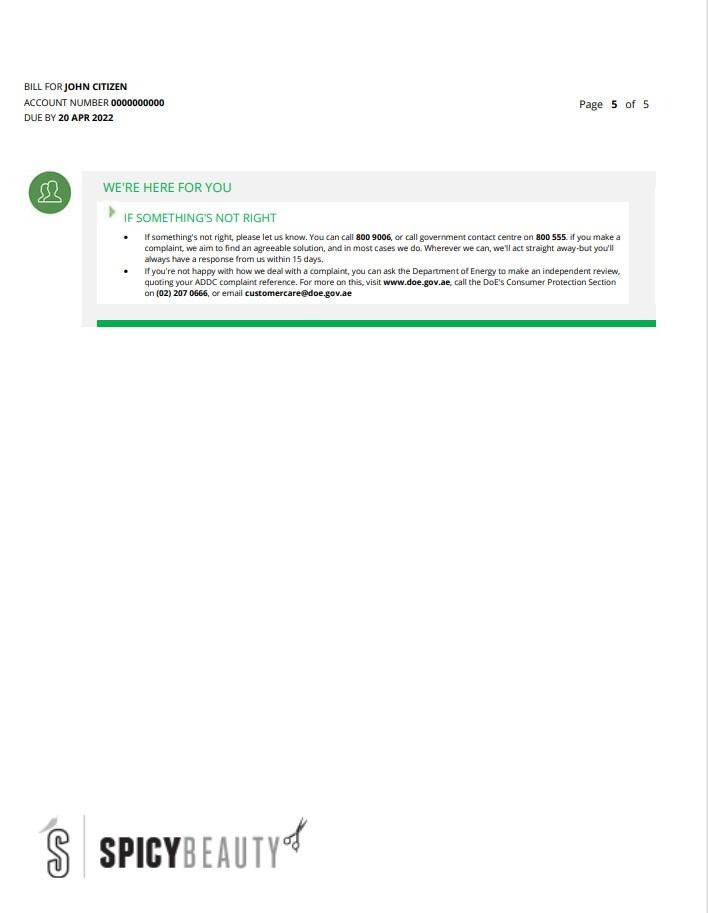 BILL FOR JOHN CITIZEN
ACCOUNT NUMBER 0000000000
DUE BY 20 APR 2022
Page 5 of 5
WE'RE HERE FOR YOU
IF SOMETHING'S NOT RIGHT
• If something's not right, please let us know. You can call 800 9006, or call government contact centre on 800 555. if you make a
complaint, we aim to find an agreeable solution, and in most cases we do. Wherever we can, we'll act straight away-but you'll
always have a response from us within 15 days.
• If you're not happy with how we deal with a complaint, you can ask the Department of Energy to make an independent review,
quoting your ADDC complaint reference. For more on this, visit www.doe.gov.ae, call the DoE's Consumer Protection Section
on (02) 207 0666, or email customercare@doe.gov.ae
S SPICYBEAUTY